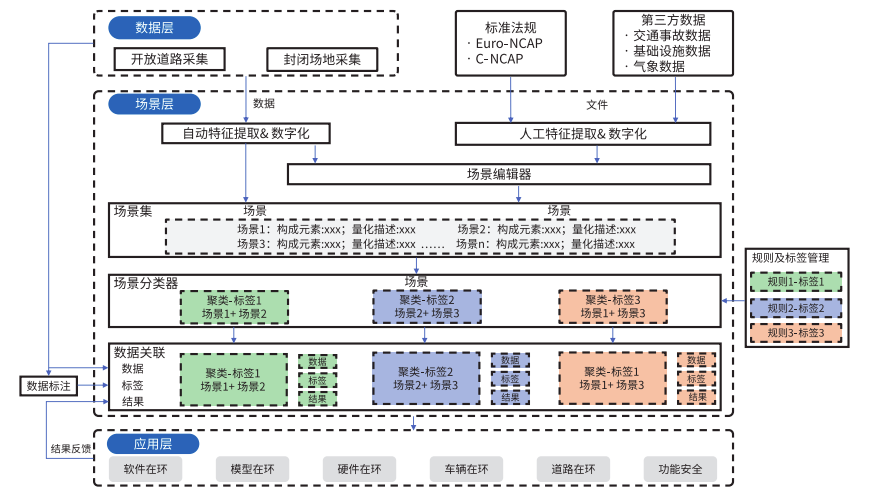 数据层
开放道路采集
封闭场地采集
标准法规
· Euro-NCAP
· C-NCAP
第三方数据
· 交通事故数据
· 基础设施数据
· 气象数据
场景层
数据
文件
自动特征提取& 数字化
人工特征提取& 数字化
场景编辑器
场景集
场景
场景
场景1：构成元素:xxx；量化描述:xxx
场景2：构成元素:xxx；量化描述:xxx
场景3：构成元素:xxx；量化描述:xxx ……
场景n：构成元素:xxx；量化描述:xxx
场景分类器
场景
聚类-标签1
场景1+ 场景2
聚类-标签2
场景2+ 场景3
聚类-标签3
场景1+ 场景3
规则及标签管理
规则1-标签1
规则2-标签2
规则3-标签3
数据关联
数据
标签
结果
聚类-标签1
场景1+ 场景2
数据
标签
结果
聚类-标签2
场景2+ 场景3
数据
标签
结果
聚类-标签1
场景1+ 场景3
数据
标签
结果
数据标注
结果反馈
应用层
软件在环
模型在环
硬件在环
车辆在环
道路在环
功能安全